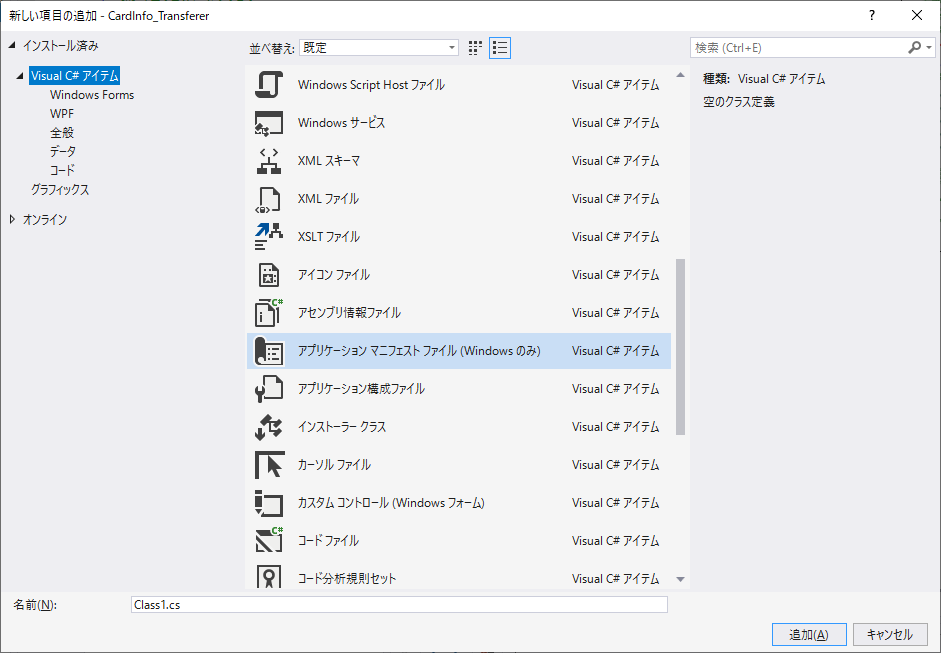 新しい項目の追加 - CardInfo_Transferer
?
インストール済み
並べ替え: 既定
検索 (Ctrl+E)
Visual C# アイテム
Windows Forms
WPF
全般
データ
コード
グラフィックス
オンライン
Windows Script Host ファイル Visual C# アイテム
Windows サービス Visual C# アイテム
XML スキーマ Visual C# アイテム
XML ファイル Visual C# アイテム
XSLT ファイル Visual C# アイテム
アイコン ファイル Visual C# アイテム
C#
アセンブリ情報ファイル Visual C# アイテム
アプリケーション マニフェスト ファイル (Windows のみ) Visual C# アイテム
アプリケーション構成ファイル Visual C# アイテム
インストーラー クラス Visual C# アイテム
カーソル ファイル Visual C# アイテム
カスタム コントロール (Windows フォーム) Visual C# アイテム
C#
コード ファイル Visual C# アイテム
コード分析規則セット Visual C# アイテム
種類: Visual C# アイテム
空のクラス定義
名前(N): Class1.cs
追加(A) キャンセル